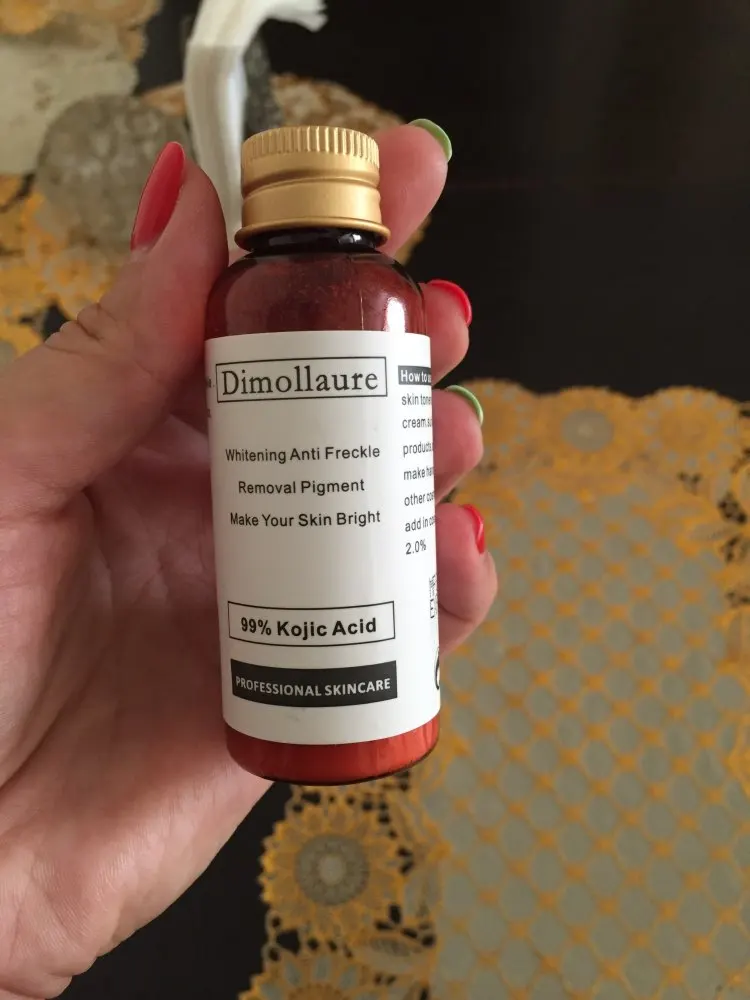 Dimollaure
Whitening Anti Freckle
Removal Pigment
Make Your Skin Bright
99% Kojic Acid
PROFESSIONAL SKINCARE
How to
skin tone
cream.
products
make
other
add in
2.0%